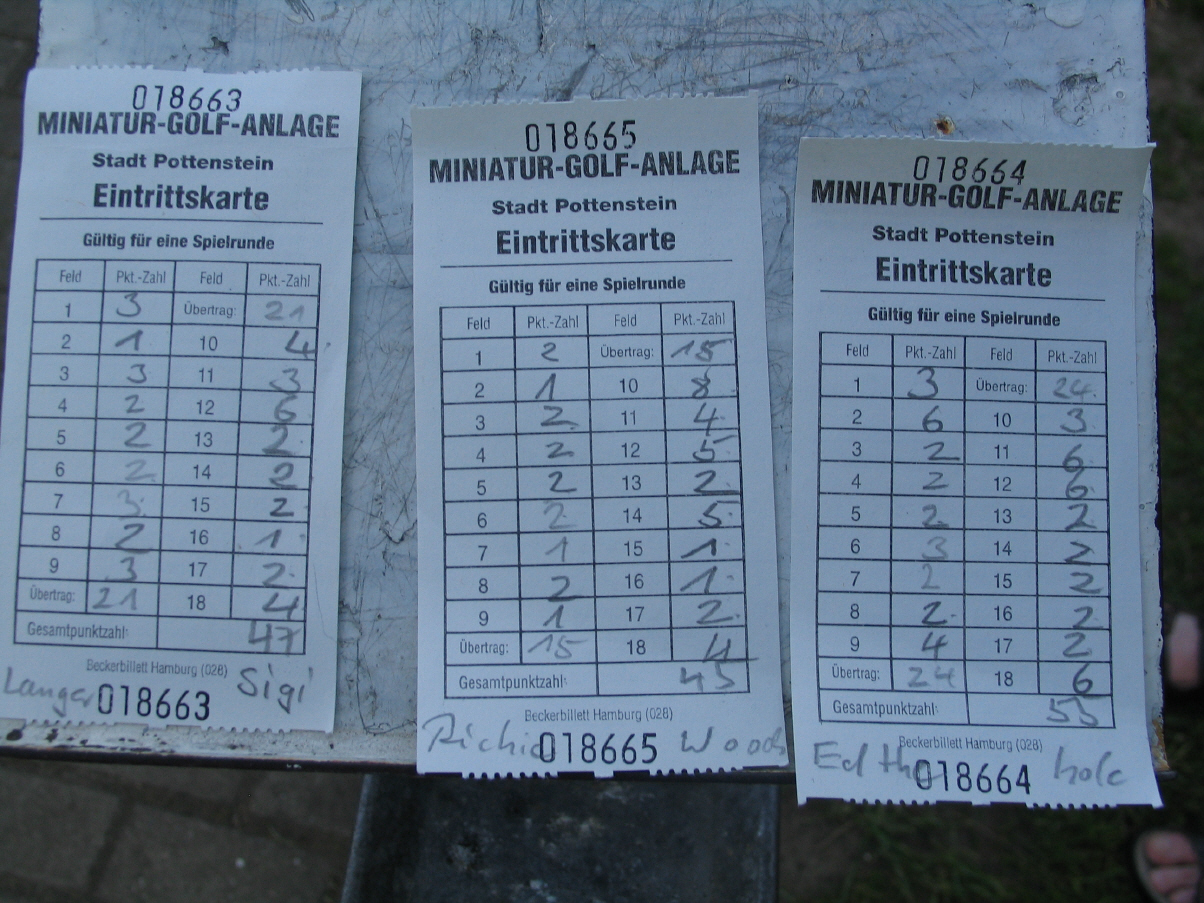 018663
MINIATUR-GOLF-ANLAGE
Stadt Pottenstein
Eintrittskarte
Gültig für eine Spielrunde
Feld Pkt.-Zahl Feld Pkt.-Zahl
1 3 Übertrag: 21
2 1 10 4
3 3 11 3
4 2 12 6
5 2 13 2
6 2 14 2
7 3 15 2
8 2 16 1
9 3 17 2
Übertrag: 21 18 4
Gesamtpunktzahl: 47
Beckerbillett Hamburg (028)
Langer 018663 Sigi
018665
MINIATUR-GOLF-ANLAGE
Stadt Pottenstein
Eintrittskarte
Gültig für eine Spielrunde
Feld Pkt.-Zahl Feld Pkt.-Zahl
1 2 Übertrag: 15
2 1 10 8
3 2 11 4
4 2 12 5
5 2 13 2
6 2 14 5
7 1 15 1
8 2 16 1
9 1 17 2
Übertrag: 15 18 4
Gesamtpunktzahl: 45
Beckerbillett Hamburg (028)
Richie 018665 Woods
018664
MINIATUR-GOLF-ANLAGE
Stadt Pottenstein
Eintrittskarte
Gültig für eine Spielrunde
Feld Pkt.-Zahl Feld Pkt.-Zahl
1 3 Übertrag: 24
2 6 10 3
3 2 11 6
4 2 12 6
5 2 13 2
6 3 14 2
7 2 15 2
8 2 16 2
9 4 17 2
Übertrag: 24 18 6
Gesamtpunktzahl: 55
Beckerbillett Hamburg (028)
Ed the 018664 hole